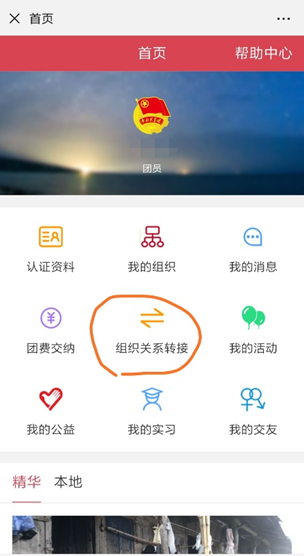 首页
首页
帮助中心
团员
认证资料
我的组织
我的消息
团费交纳
组织关系转接
我的活动
我的公益
我的实习
我的交友
精华
本地